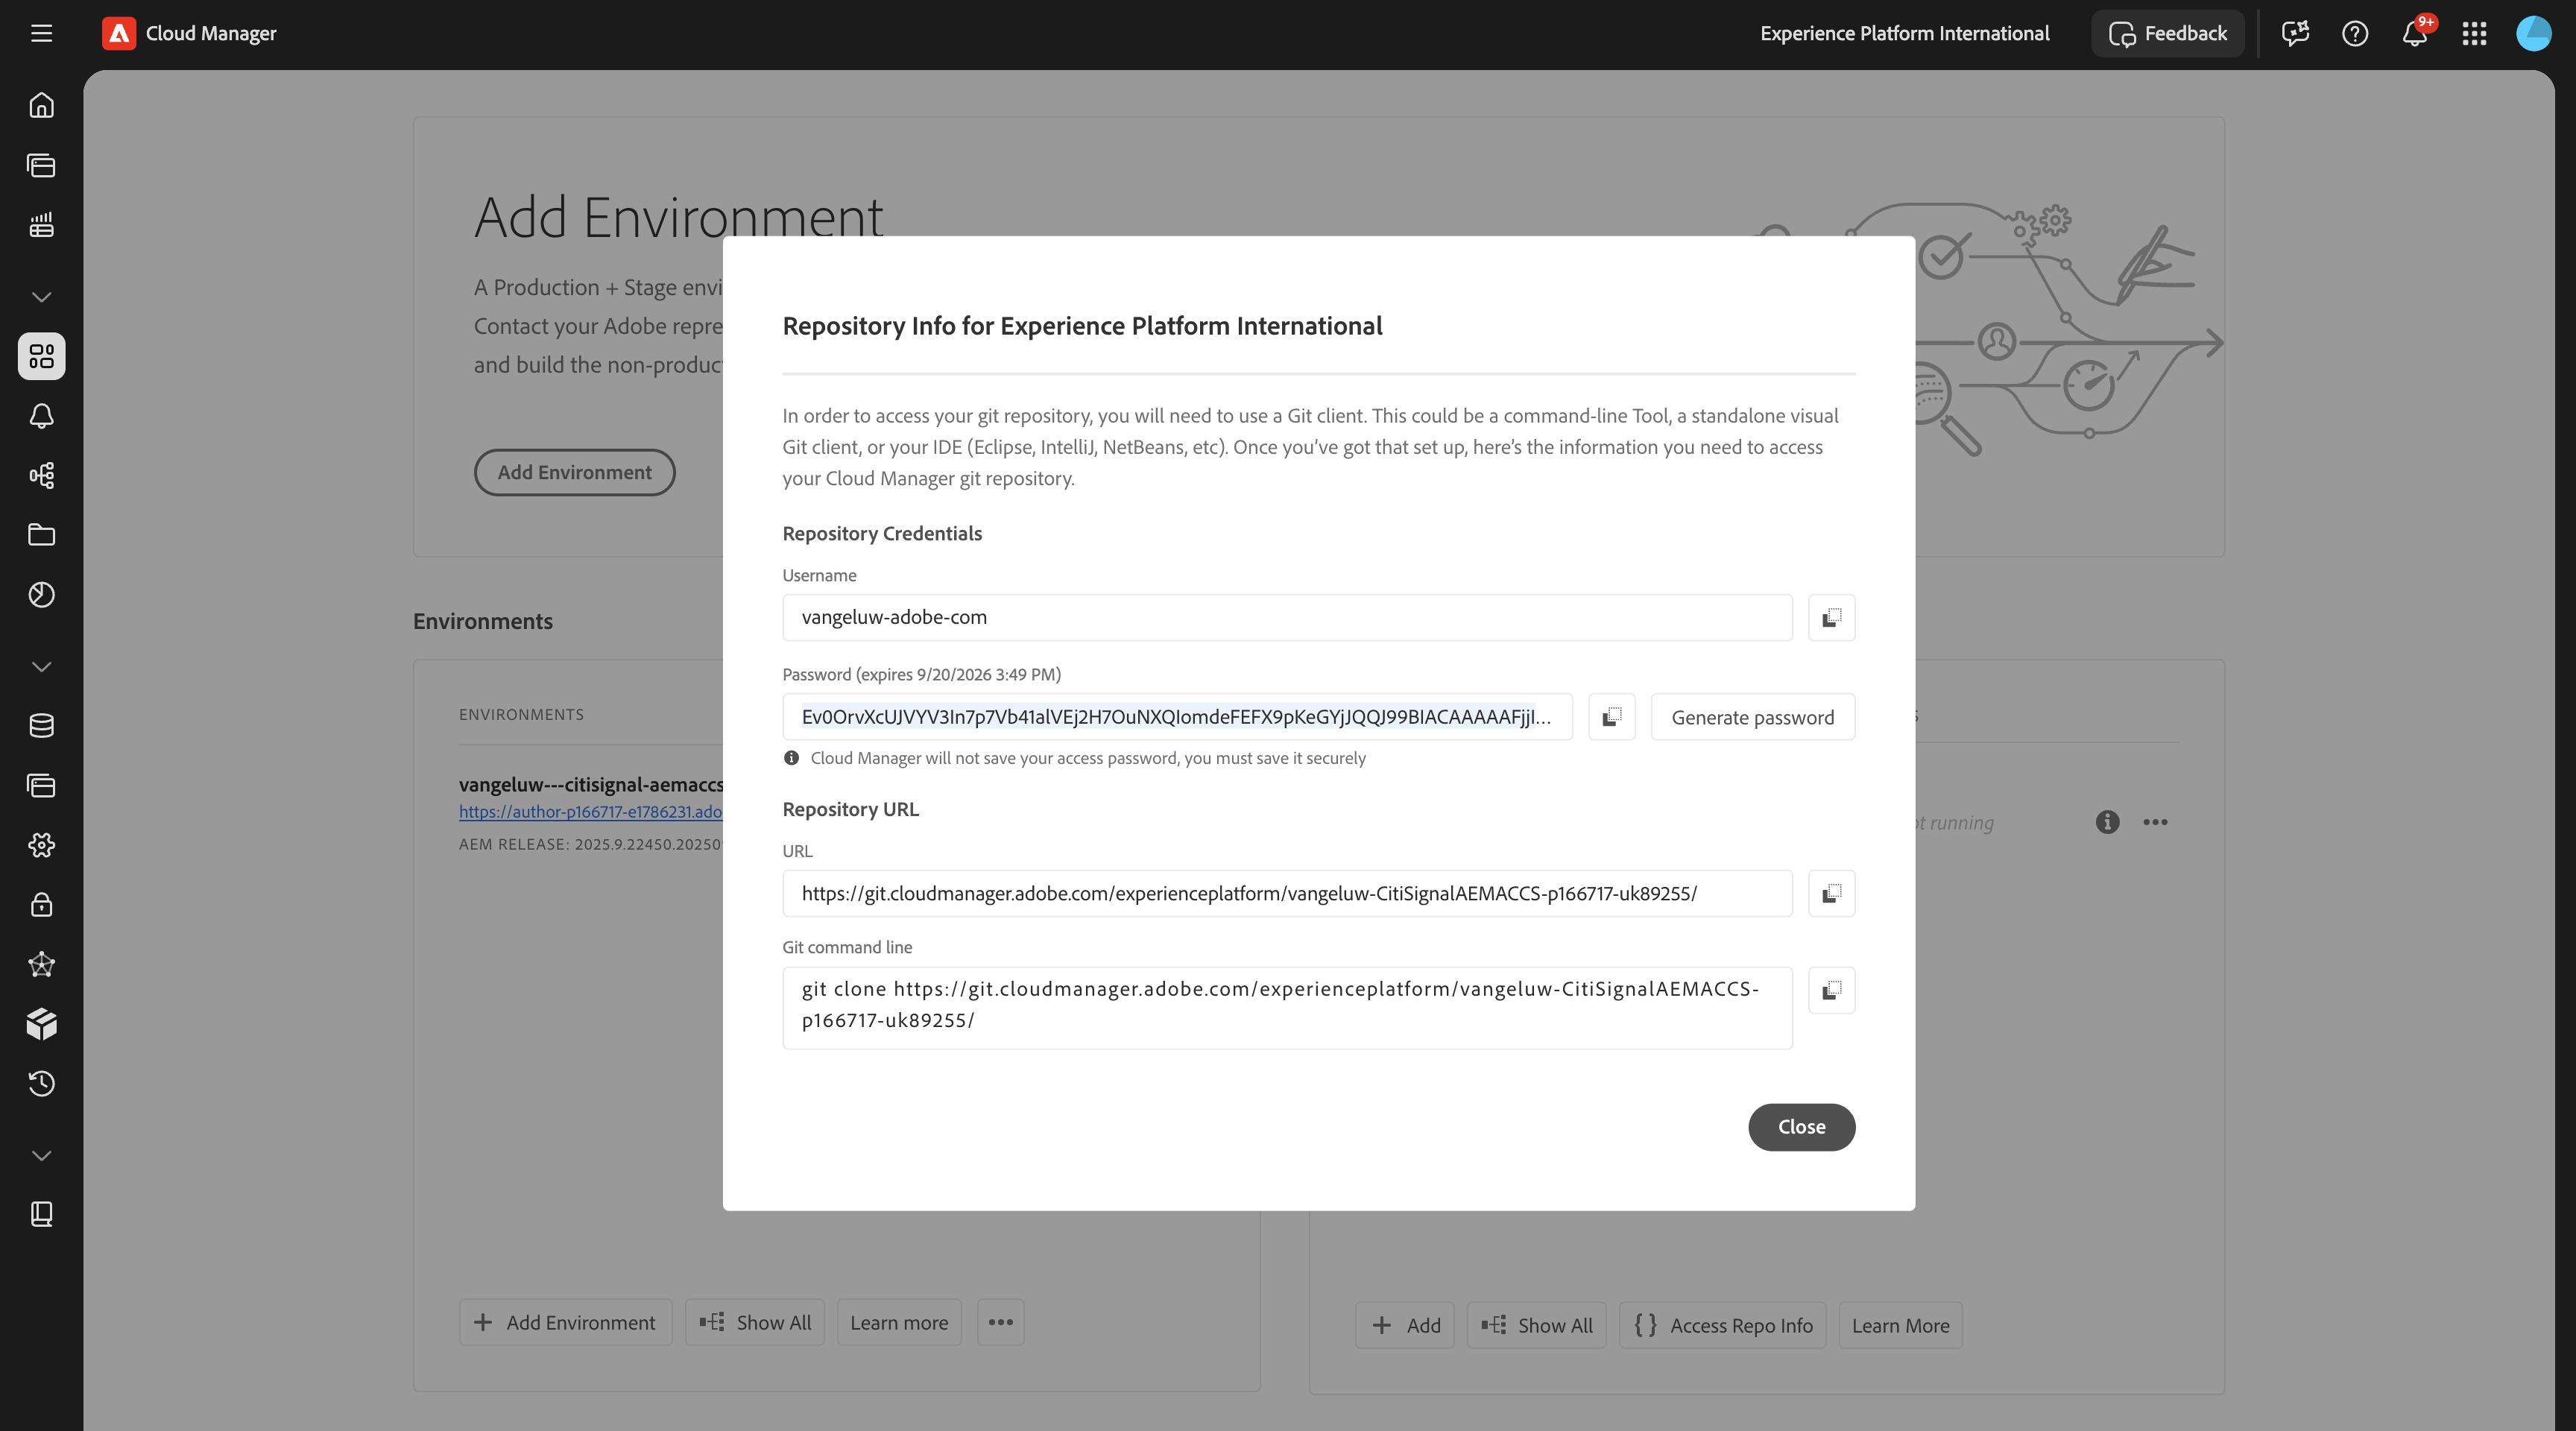 Cloud Manager
Experience Platform International
Feedback
9+
Add Environment
A Production + Stage envi
Contact your Adobe repre
and build the non-produc
Add Environment
Repository Info for Experience Platform International
In order to access your git repository, you will need to use a Git client. This could be a command-line Tool, a standalone visual
Git client, or your IDE (Eclipse, IntelliJ, NetBeans, etc). Once you've got that set up, here's the information you need to access
your Cloud Manager git repository.
Repository Credentials
Username
vangeluw-adobe-com
Password (expires 9/20/2026 3:49 PM)
Ev0OrvXcUJVYV3In7p7Vb41alVEj2H7OuNXQIomdeFEFX9pKeGYjJQQJ99BIACAAAAAFjjI...
Generate password
Cloud Manager will not save your access password, you must save it securely
Repository URL
URL
https://git.cloudmanager.adobe.com/experienceplatform/vangeluw-CitiSignalAEMACCS-p166717-uk89255/
Git command line
git clone https://git.cloudmanager.adobe.com/experienceplatform/vangeluw-CitiSignalAEMACCS-
p166717-uk89255/
Close
Environments
ENVIRONMENTS
vangeluw---citisignal-aemaccs
https://author-p166717-e1786231.ado
AEM RELEASE: 2025.9.22450.20250
running
Add Environment
Show All
Learn more
Add
Show All
Access Repo Info
Learn More